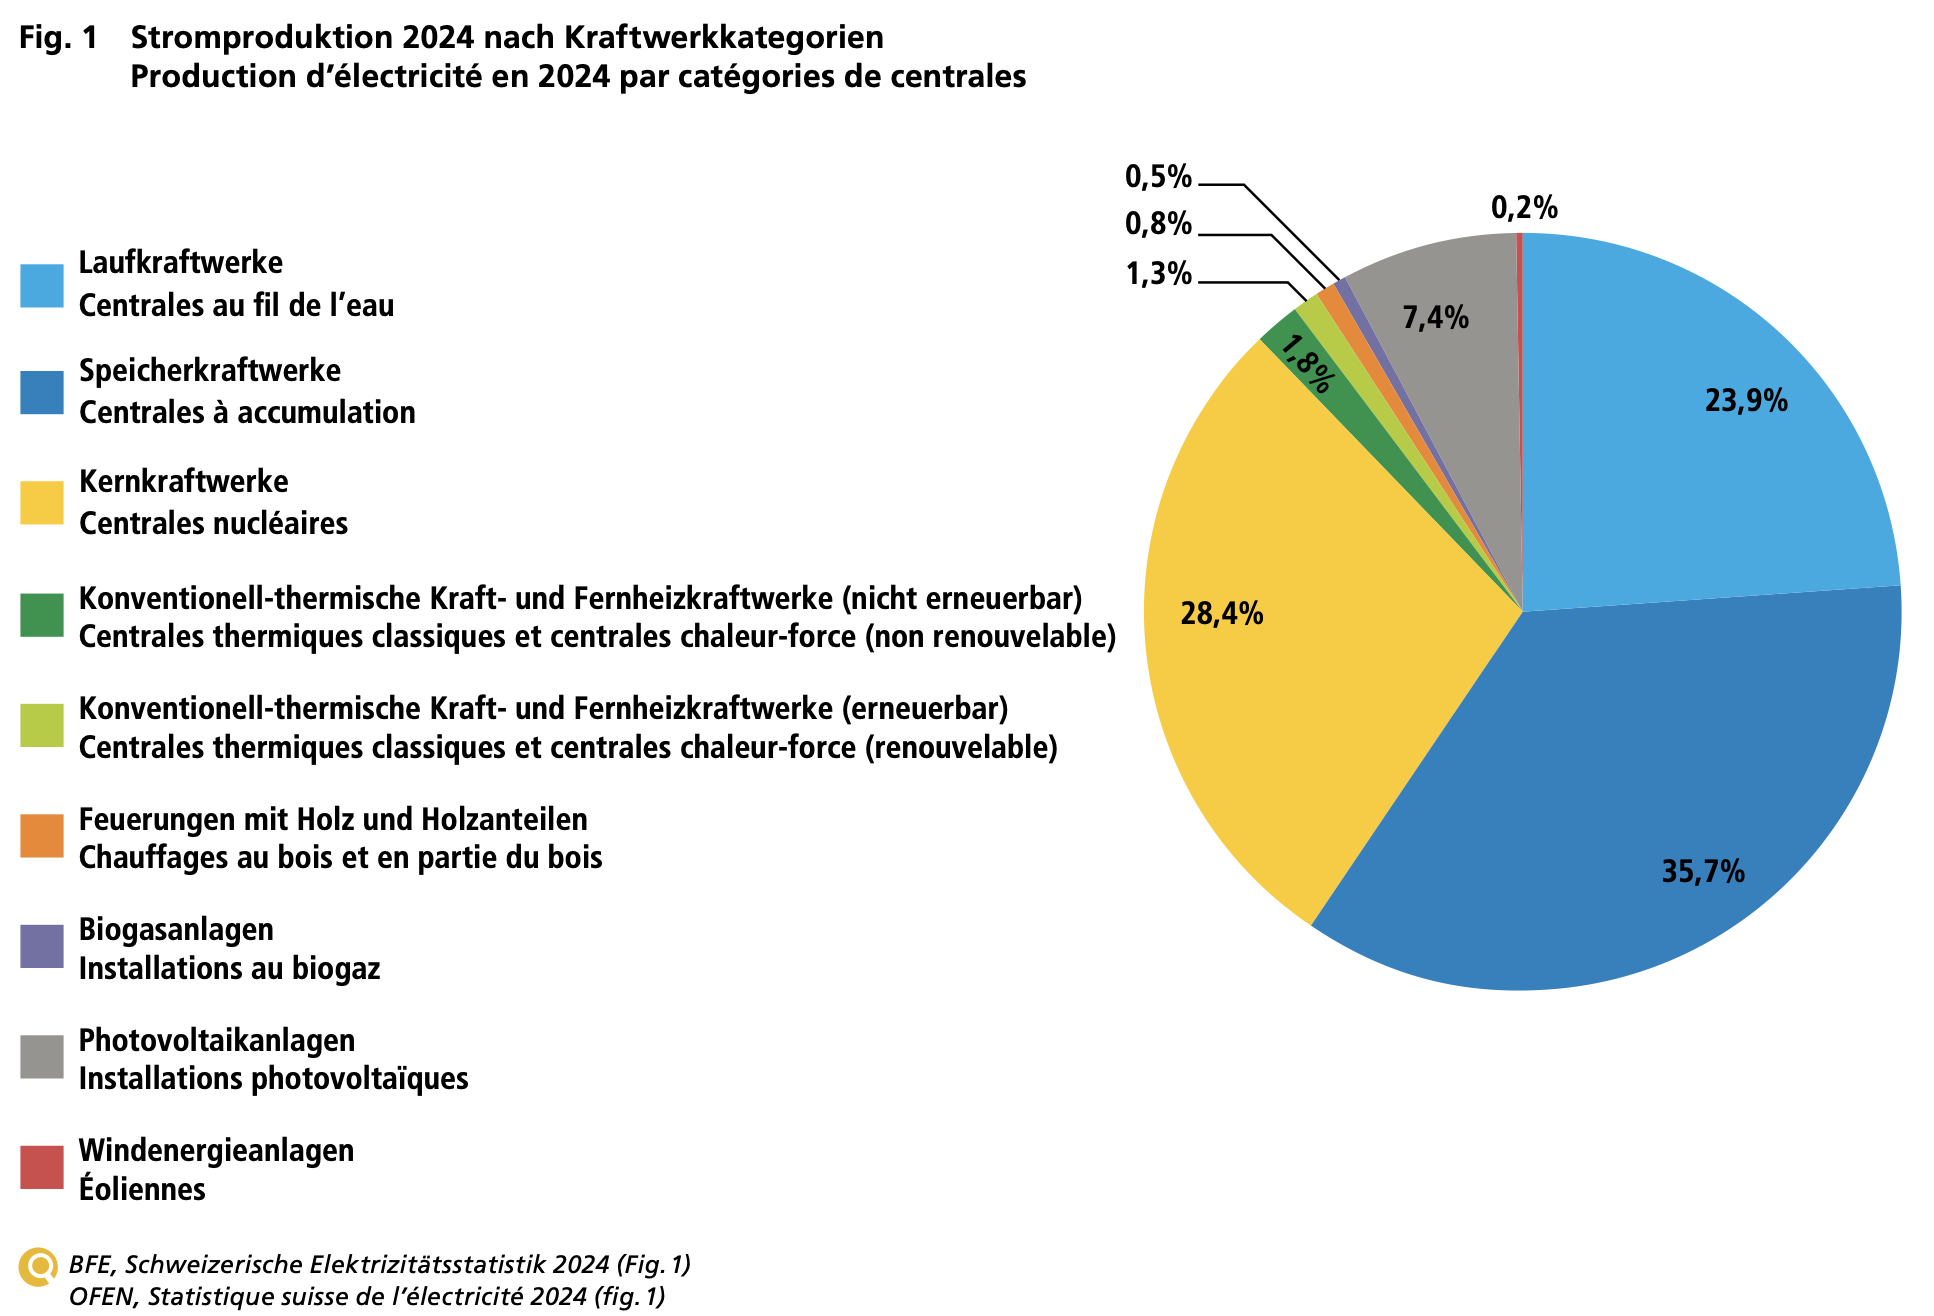 Fig. 1 Stromproduktion 2024 nach Kraftwerkkategorien
Production d’électricité en 2024 par catégories de centrales
Laufkraftwerke
Centrales au fil de l’eau
Speicherkraftwerke
Centrales à accumulation
Kernkraftwerke
Centrales nucléaires
Konventionell-thermische Kraft- und Fernheizkraftwerke (nicht erneuerbar)
Centrales thermiques classiques et centrales chaleur-force (non renouvelable)
Konventionell-thermische Kraft- und Fernheizkraftwerke (erneuerbar)
Centrales thermiques classiques et centrales chaleur-force (renouvelable)
Feuerungen mit Holz und Holzanteilen
Chauffages au bois et en partie du bois
Biogasanlagen
Installations au biogaz
Photovoltaikanlagen
Installations photovoltaïques
Windenergieanlagen
Éoliennes
0,5%
0,8%
1,3%
0,2%
7,4%
1,8%
23,9%
28,4%
35,7%
BFE, Schweizerische Elektrizitätsstatistik 2024 (Fig. 1)
OFEN, Statistique suisse de l’électricité 2024 (fig. 1)